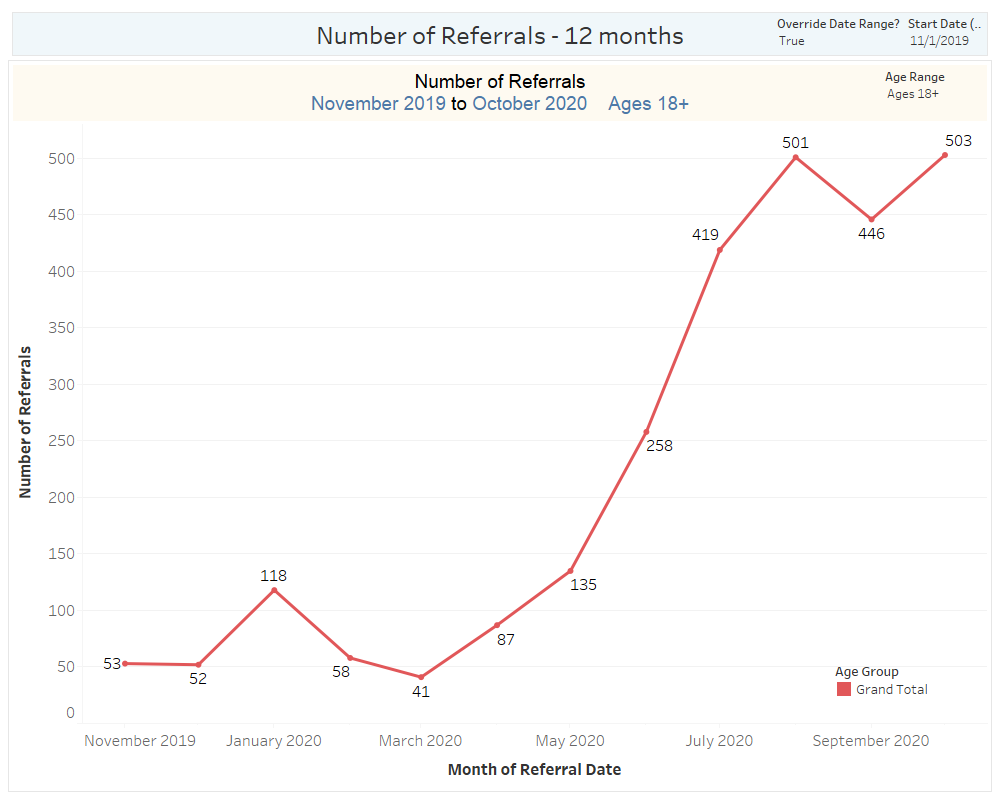 Number of Referrals - 12 months
Override Date Range? Start Date (..
True 11/1/2019
Number of Referrals
November 2019 to October 2020 Ages 18+
Age Range
Ages 18+
Number of Referrals
500
450
400
350
300
250
200
150
100
50
0
53
52
118
58
41
87
135
258
419
501
446
503
Age Group
Grand Total
November 2019 January 2020 March 2020 May 2020 July 2020 September 2020
Month of Referral Date